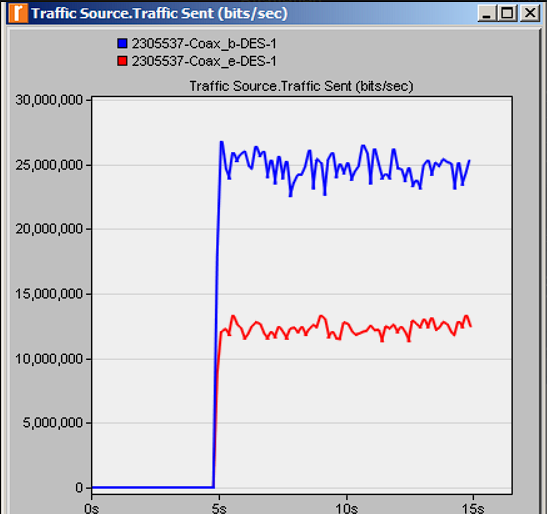 Traffic Source.Traffic Sent (bits/sec)
2305537-Coax_b-DES-1
2305537-Coax_e-DES-1
Traffic Source.Traffic Sent (bits/sec)
30,000,000
25,000,000
20,000,000
15,000,000
10,000,000
5,000,000
0
0s 5s 10s 15s